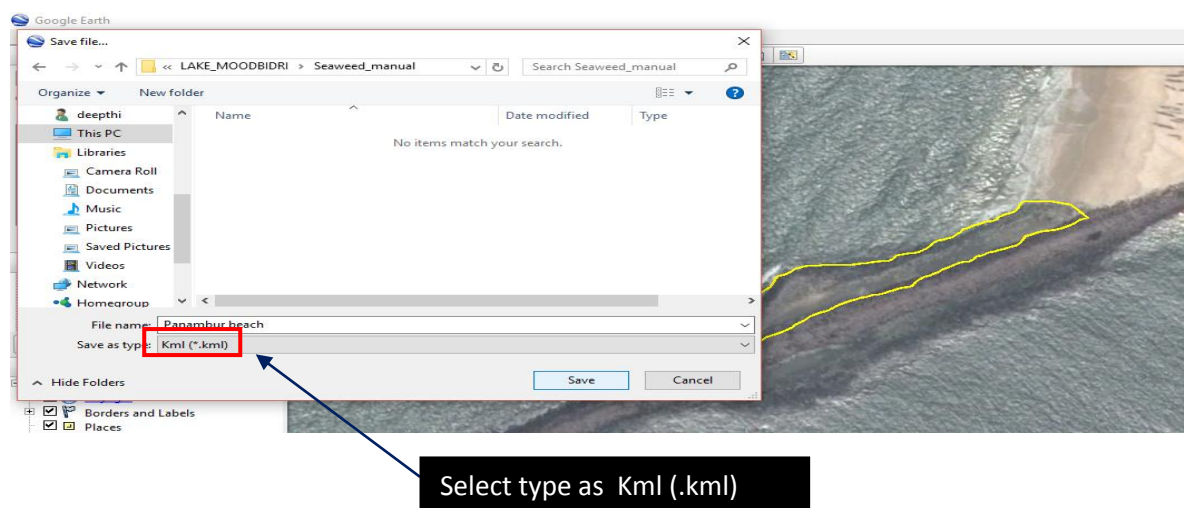 Google Earth
Save file...
« LAKE_MOODBIDRI > Seaweed_manual
Search Seaweed_manual
Organize
New folder
deepthi
Name
Date modified
Type
This PC
No items match your search.
Libraries
Camera Roll
Documents
Music
Pictures
Saved Pictures
Videos
Network
Homegroup
File name: Panambur beach
Save as type: Kml (*.kml)
Hide Folders
Save
Cancel
Borders and Labels
Places
Select type as Kml (.kml)